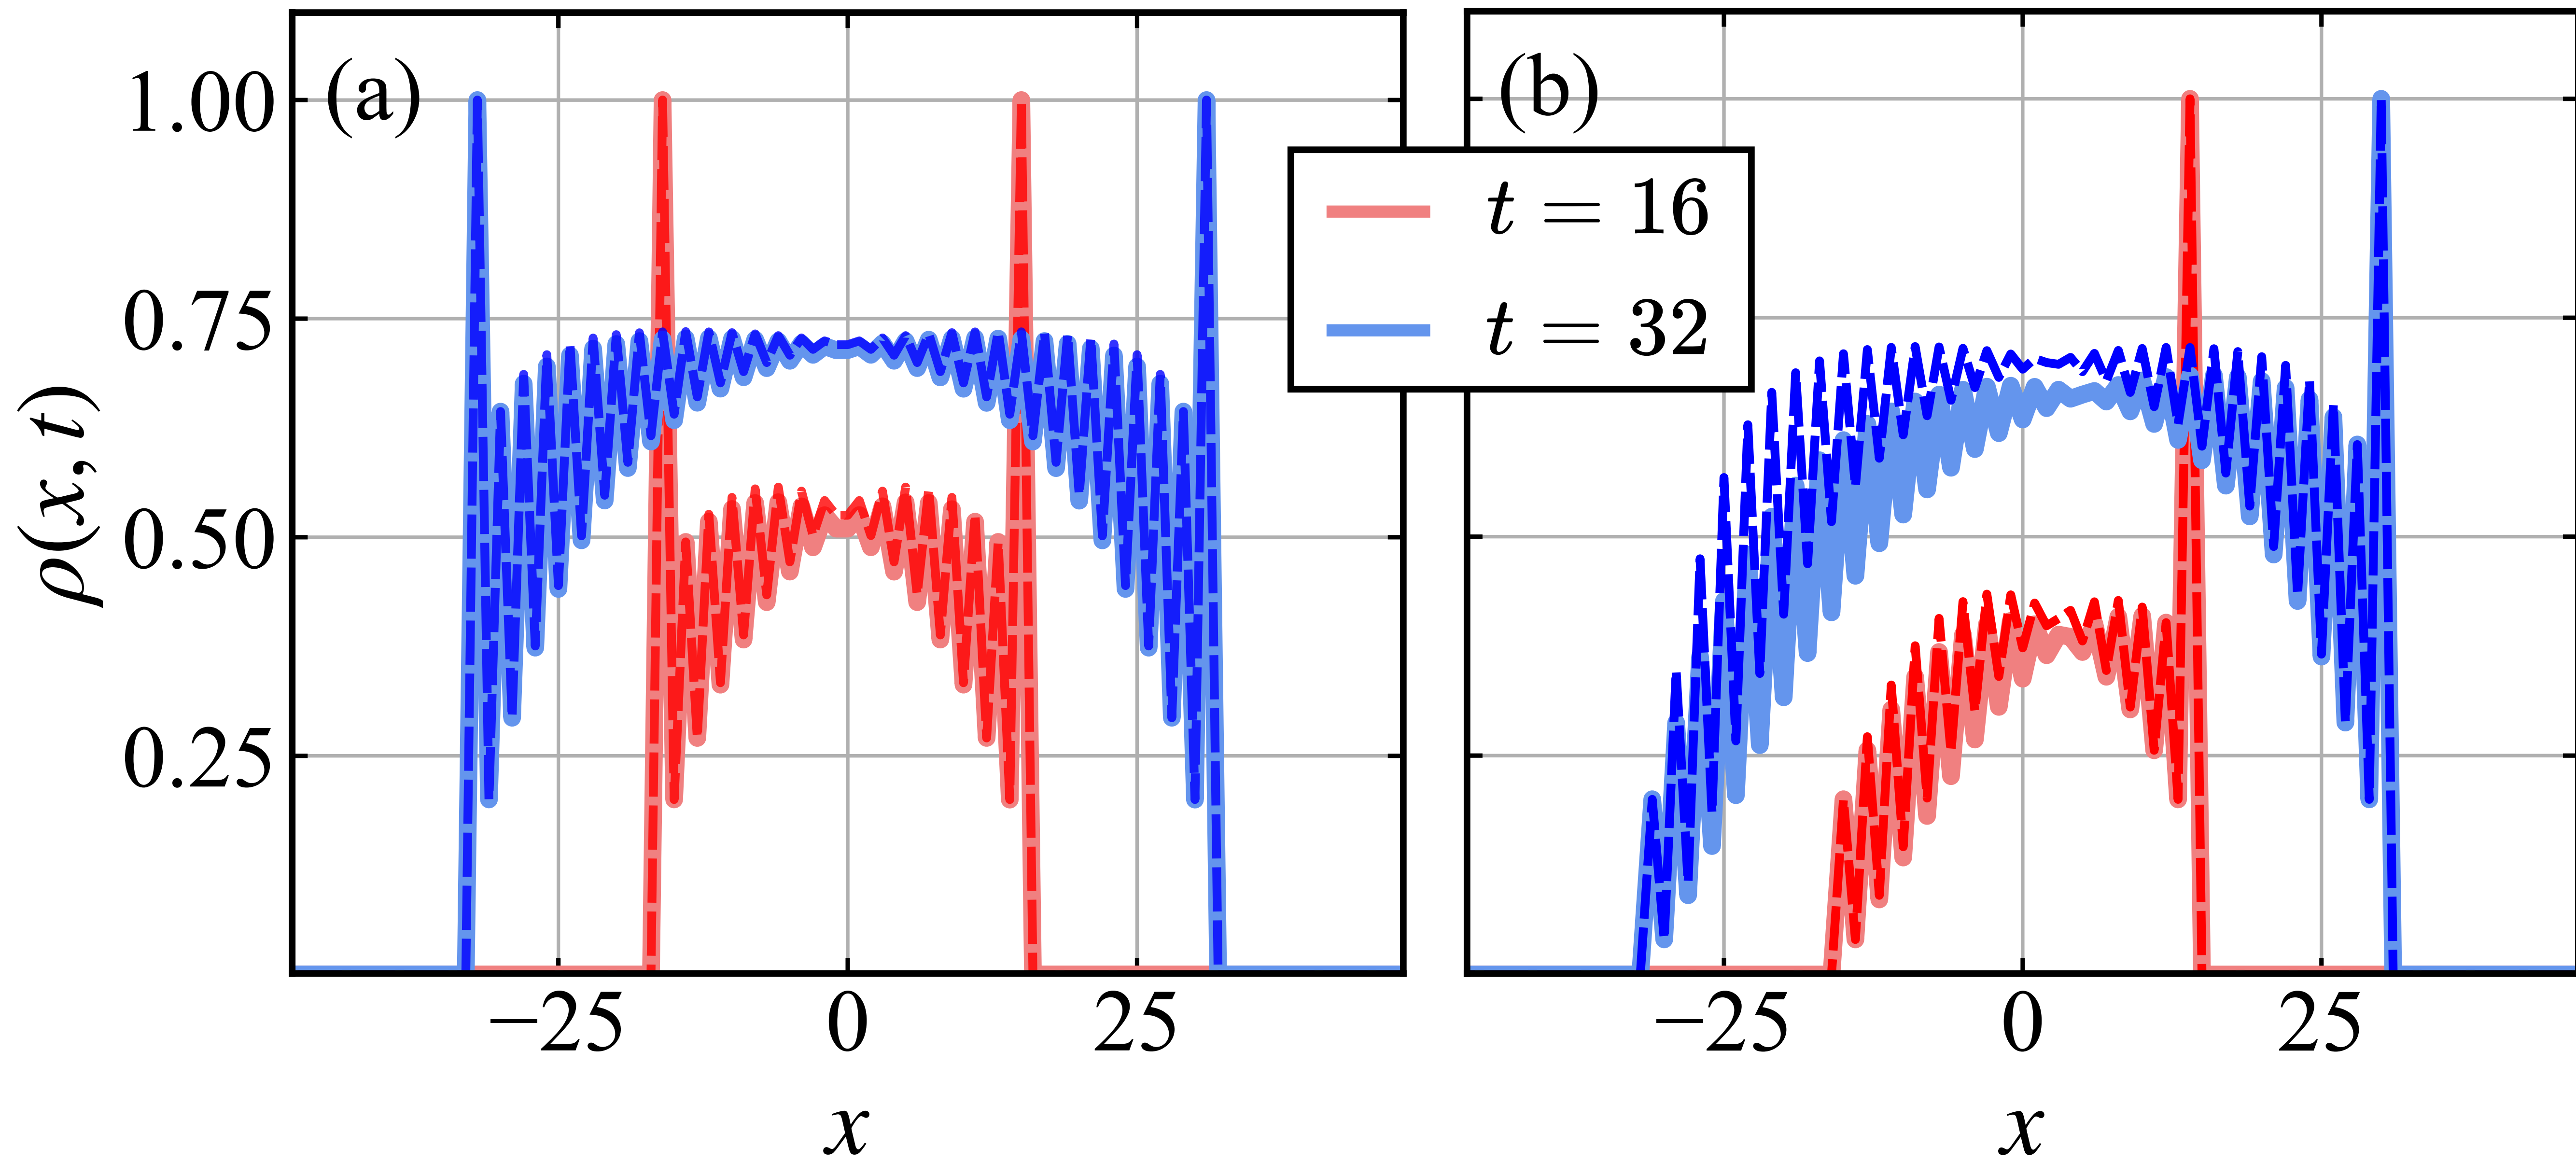 (a)
(b)
1.00
0.75
0.50
0.25
ρ(x, t)
t = 16
t = 32
−25 0 25
−25 0 25
x
x